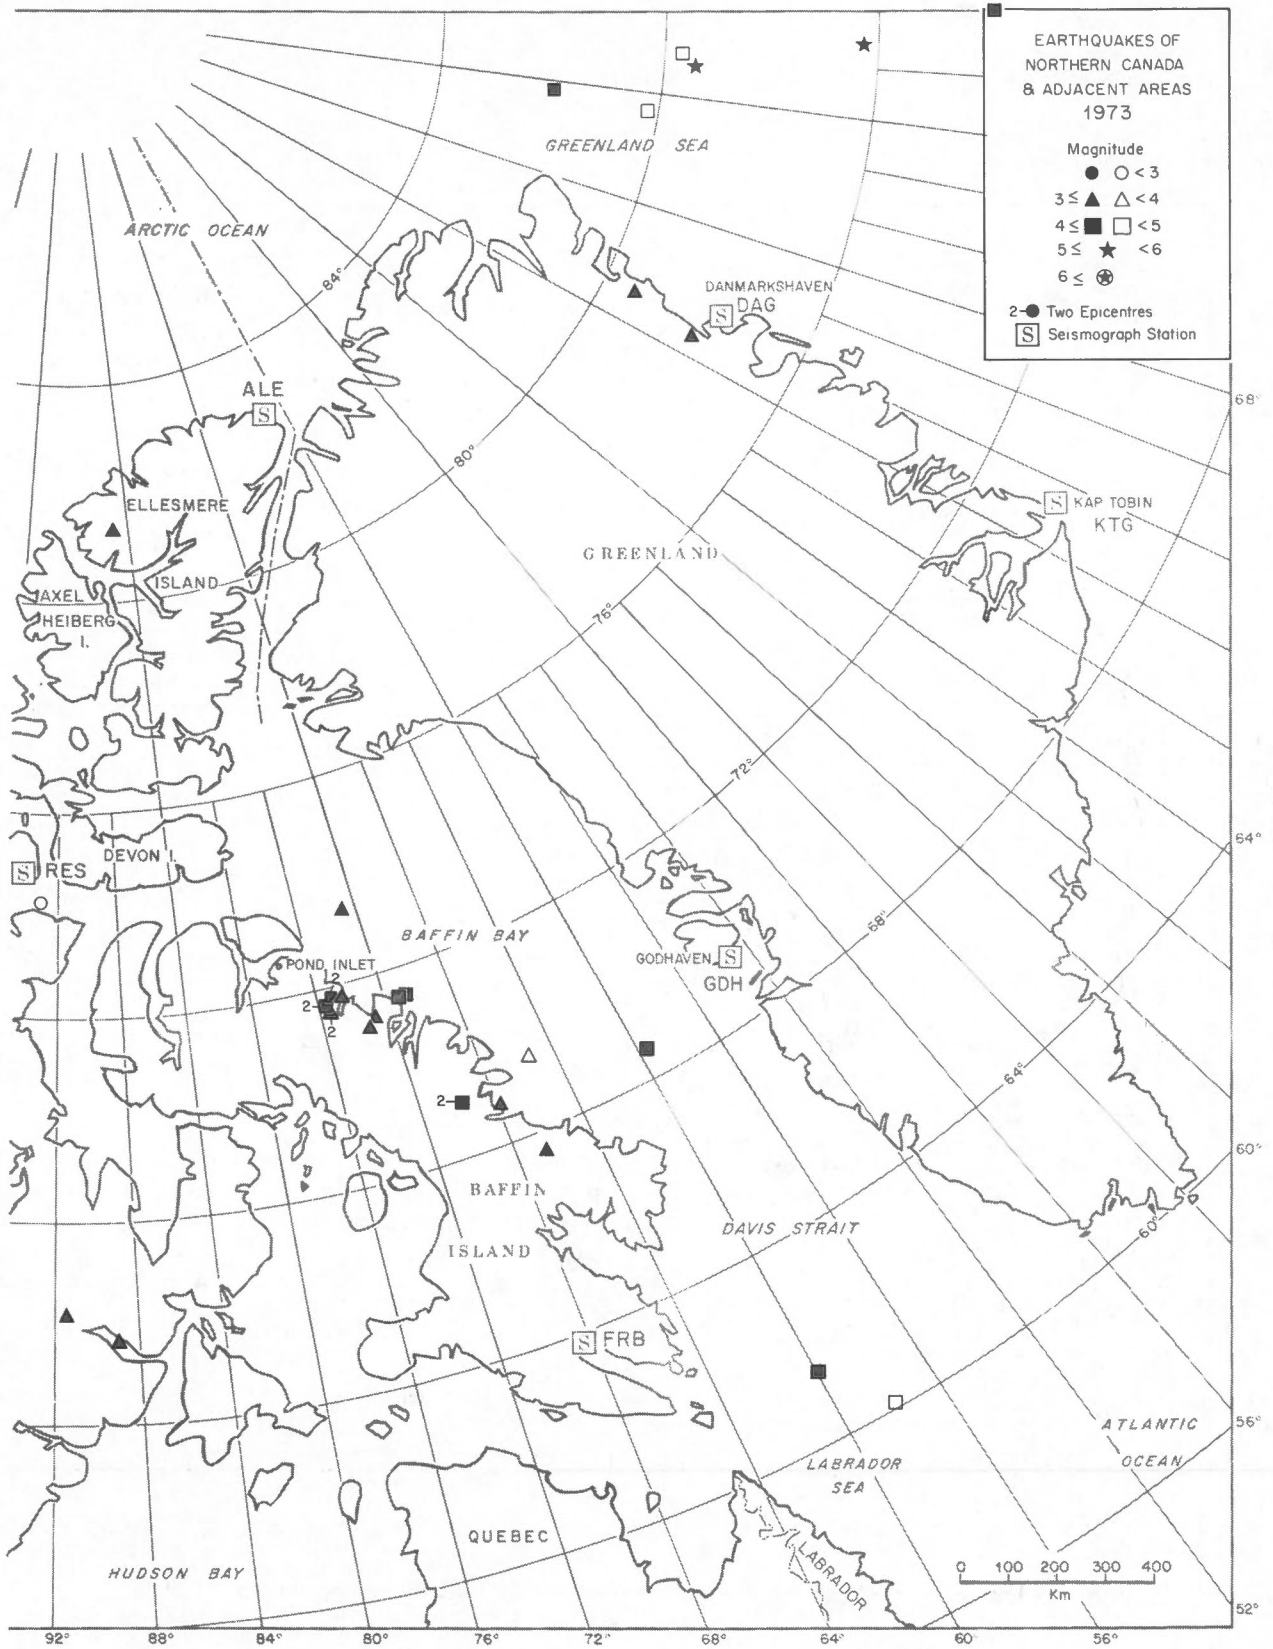 EARTHQUAKES OF
NORTHERN CANADA
& ADJACENT AREAS
1973
Magnitude
● ○ < 3
3 ≤ ▲ △ < 4
4 ≤ ■ □ < 5
5 ≤ ★ < 6
6 ≤
2-● Two Epicentres
S Seismograph Station
GREENLAND SEA
ARCTIC OCEAN
84°
DANMARKSHAVEN
S DAG
ALE
S
68°
80°
ELLESMERE
ISLAND
S KAP TOBIN
KTG
GREENLAND
AXEL
HEIBERG
I.
76°
72°
64°
DEVON I.
S RES
68°
BAFFIN BAY
GODHAVEN S
GDH
POND INLET
2
2-
2
64°
2-
60°
BAFFIN
DAVIS STRAIT
60°
ISLAND
S FRB
ATLANTIC
OCEAN
56°
LABRADOR
SEA
QUEBEC
LABRADOR
HUDSON BAY
0 100 200 300 400
Km
52°
92° 88° 84° 80° 76° 72° 68° 64° 60° 56°